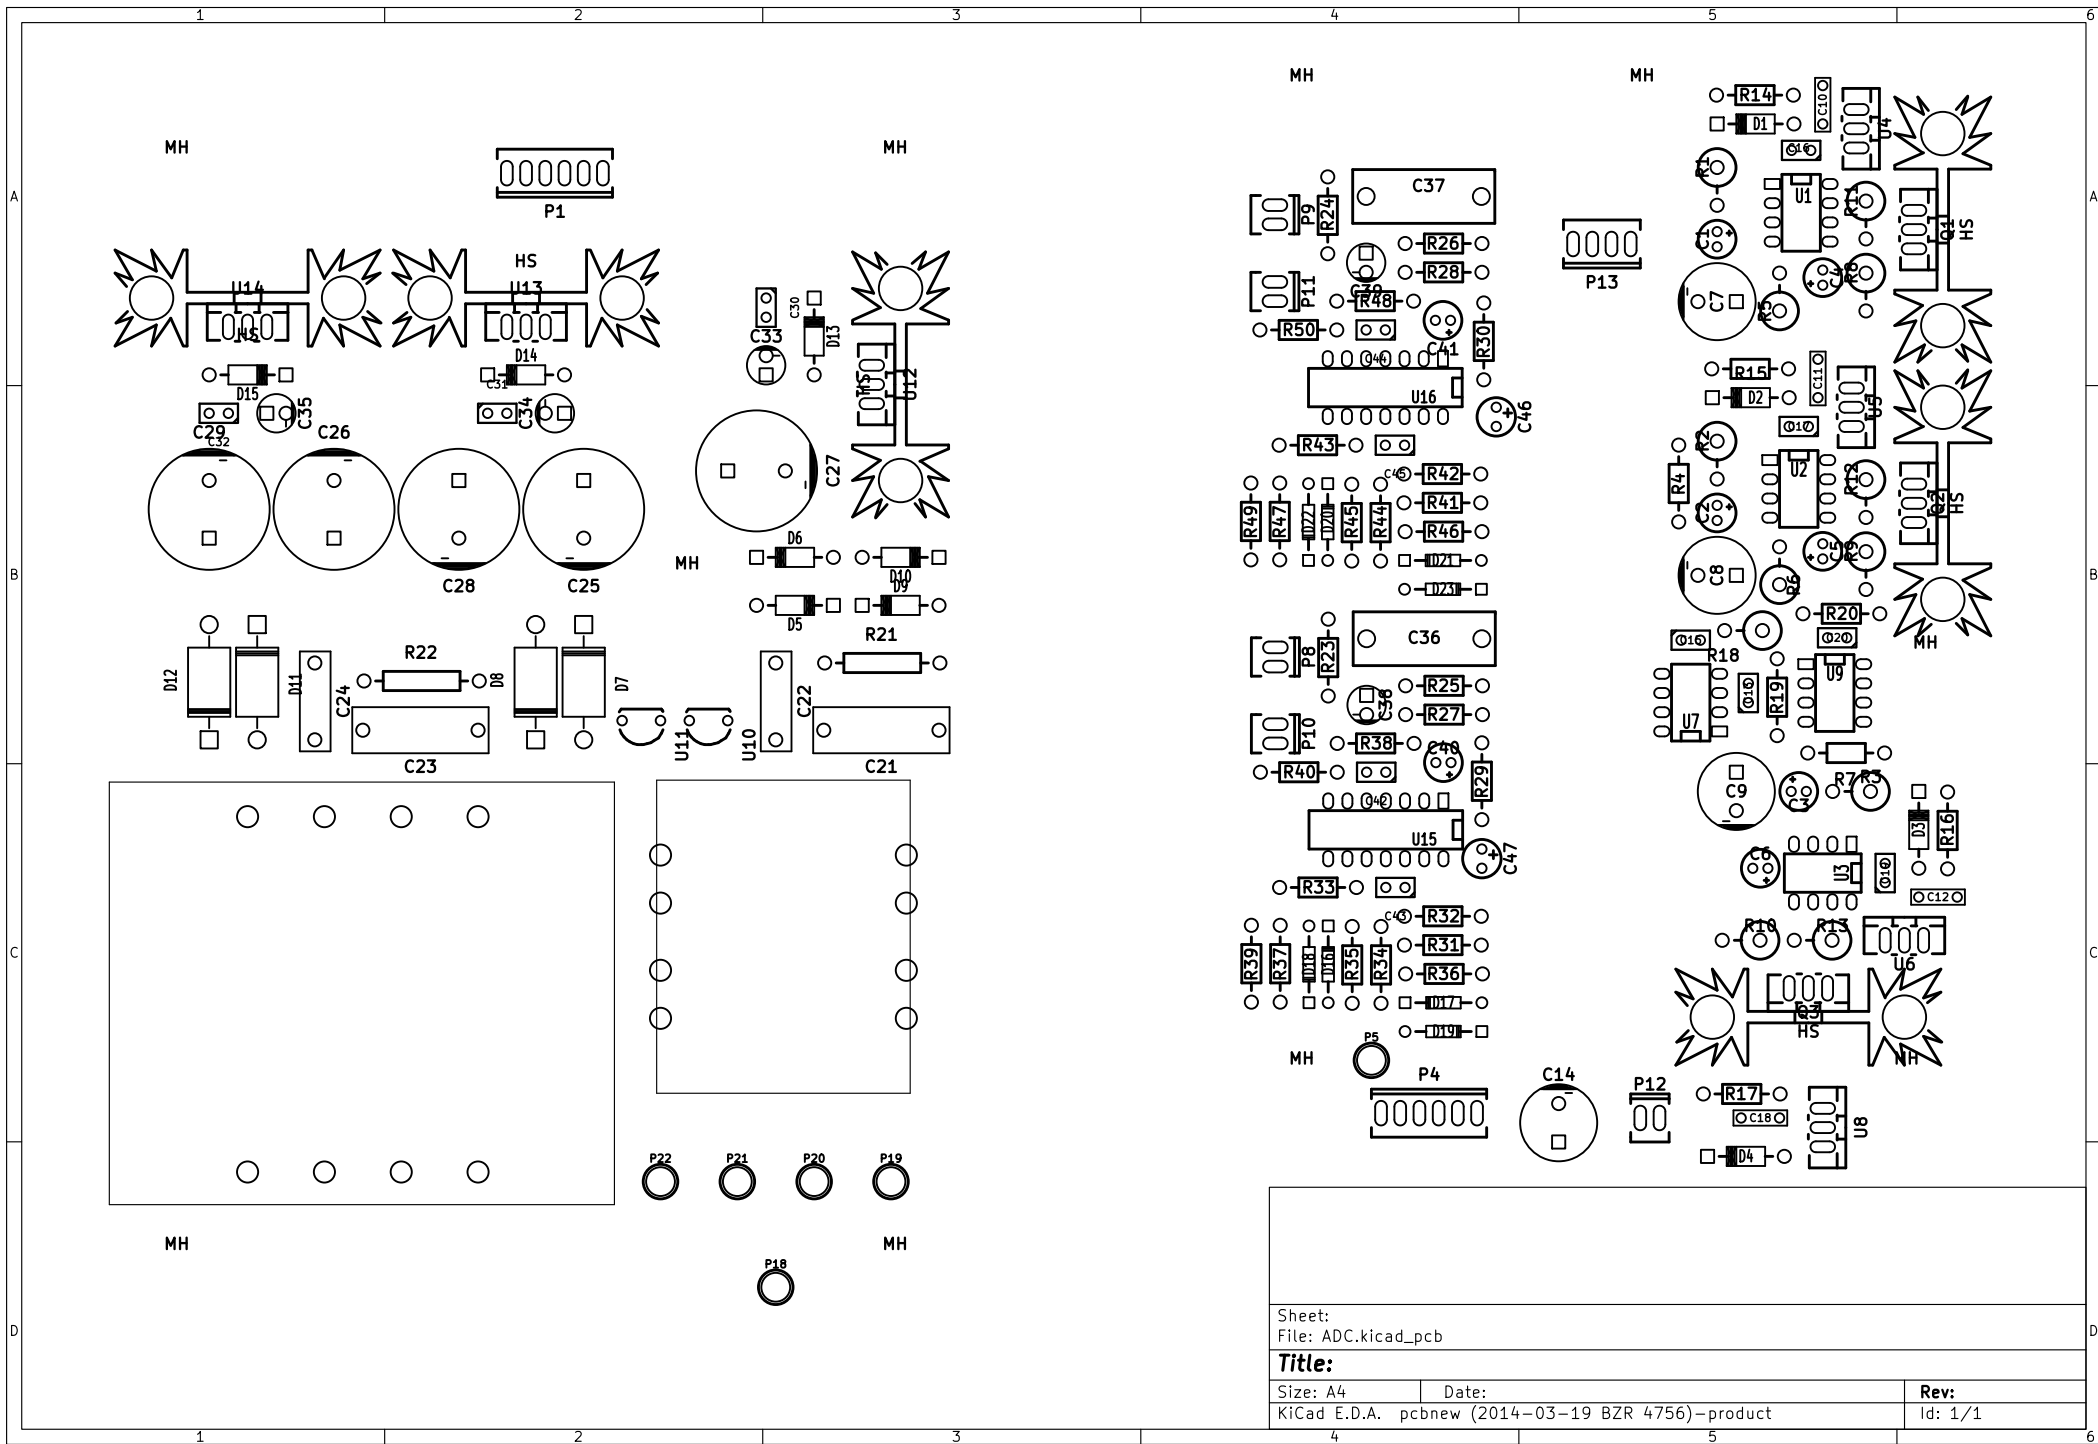 1 2 3 4 5 6
MH MH
R14
C10
D1
U4
MH MH
C16
R1
P1
C37
U1
R11
P9
R24
Q1
HS
A A
R26
C1
HS
R28
C4
R8
U14
U13
P11
C39
R48
P13
C7
R5
C30
HS
C33
D13
R50
C41
R30
D14
C44
R15
C11
D15
C31
HS
U12
U16
D2
U5
C35
C34
C46
C17
C29
C26
C32
R43
R2
C27
C45
R42
R4
U2
R12
R41
C2
Q2
HS
R49
R47
D22
D20
R45
R44
R46
D6
MH
D21
C5
R9
C28
C25
D10
D9
C8
R6
B B
D23
D5
R20
R21
C36
C16
C20
MH
R22
P8
R23
R18
D12
D11
D8
D7
R25
U9
C24
C22
C38
R27
C15
R19
U7
U11
U10
P10
R38
C40
C23
C21
R40
R29
R7
R3
C42
C9
C3
U15
D3
R16
C47
C6
U3
C19
R33
C12
C43
R32
R10
R13
R31
U6
R39
R37
D18
D16
R35
R34
R36
C C
D17
Q3
HS
D19
P5
MH
MH
P4
C14
P12
R17
C18
U8
P22 P21 P20 P19
D4
MH MH
P18
Sheet:
File: ADC.kicad_pcb
D D
Title:
Size: A4 Date: Rev:
KiCad E.D.A. pcbnew (2014-03-19 BZR 4756)-product Id: 1/1
1 2 3 4 5 6